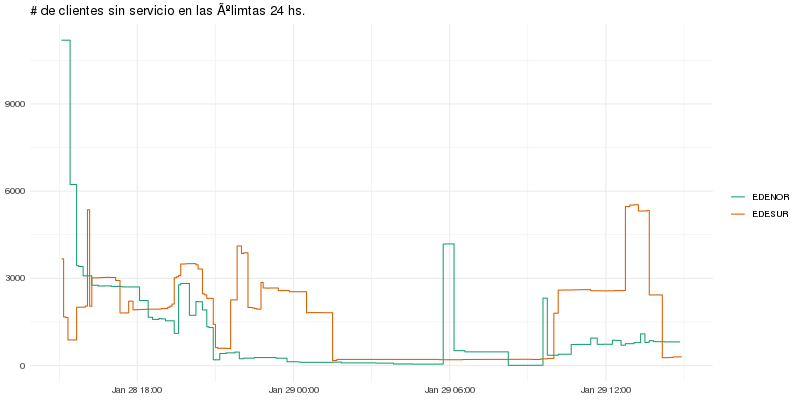 # de clientes sin servicio en las Ãºlimtas 24 hs.
9000
6000
3000
0
Jan 28 18:00
Jan 29 00:00
Jan 29 06:00
Jan 29 12:00
EDENOR
EDESUR